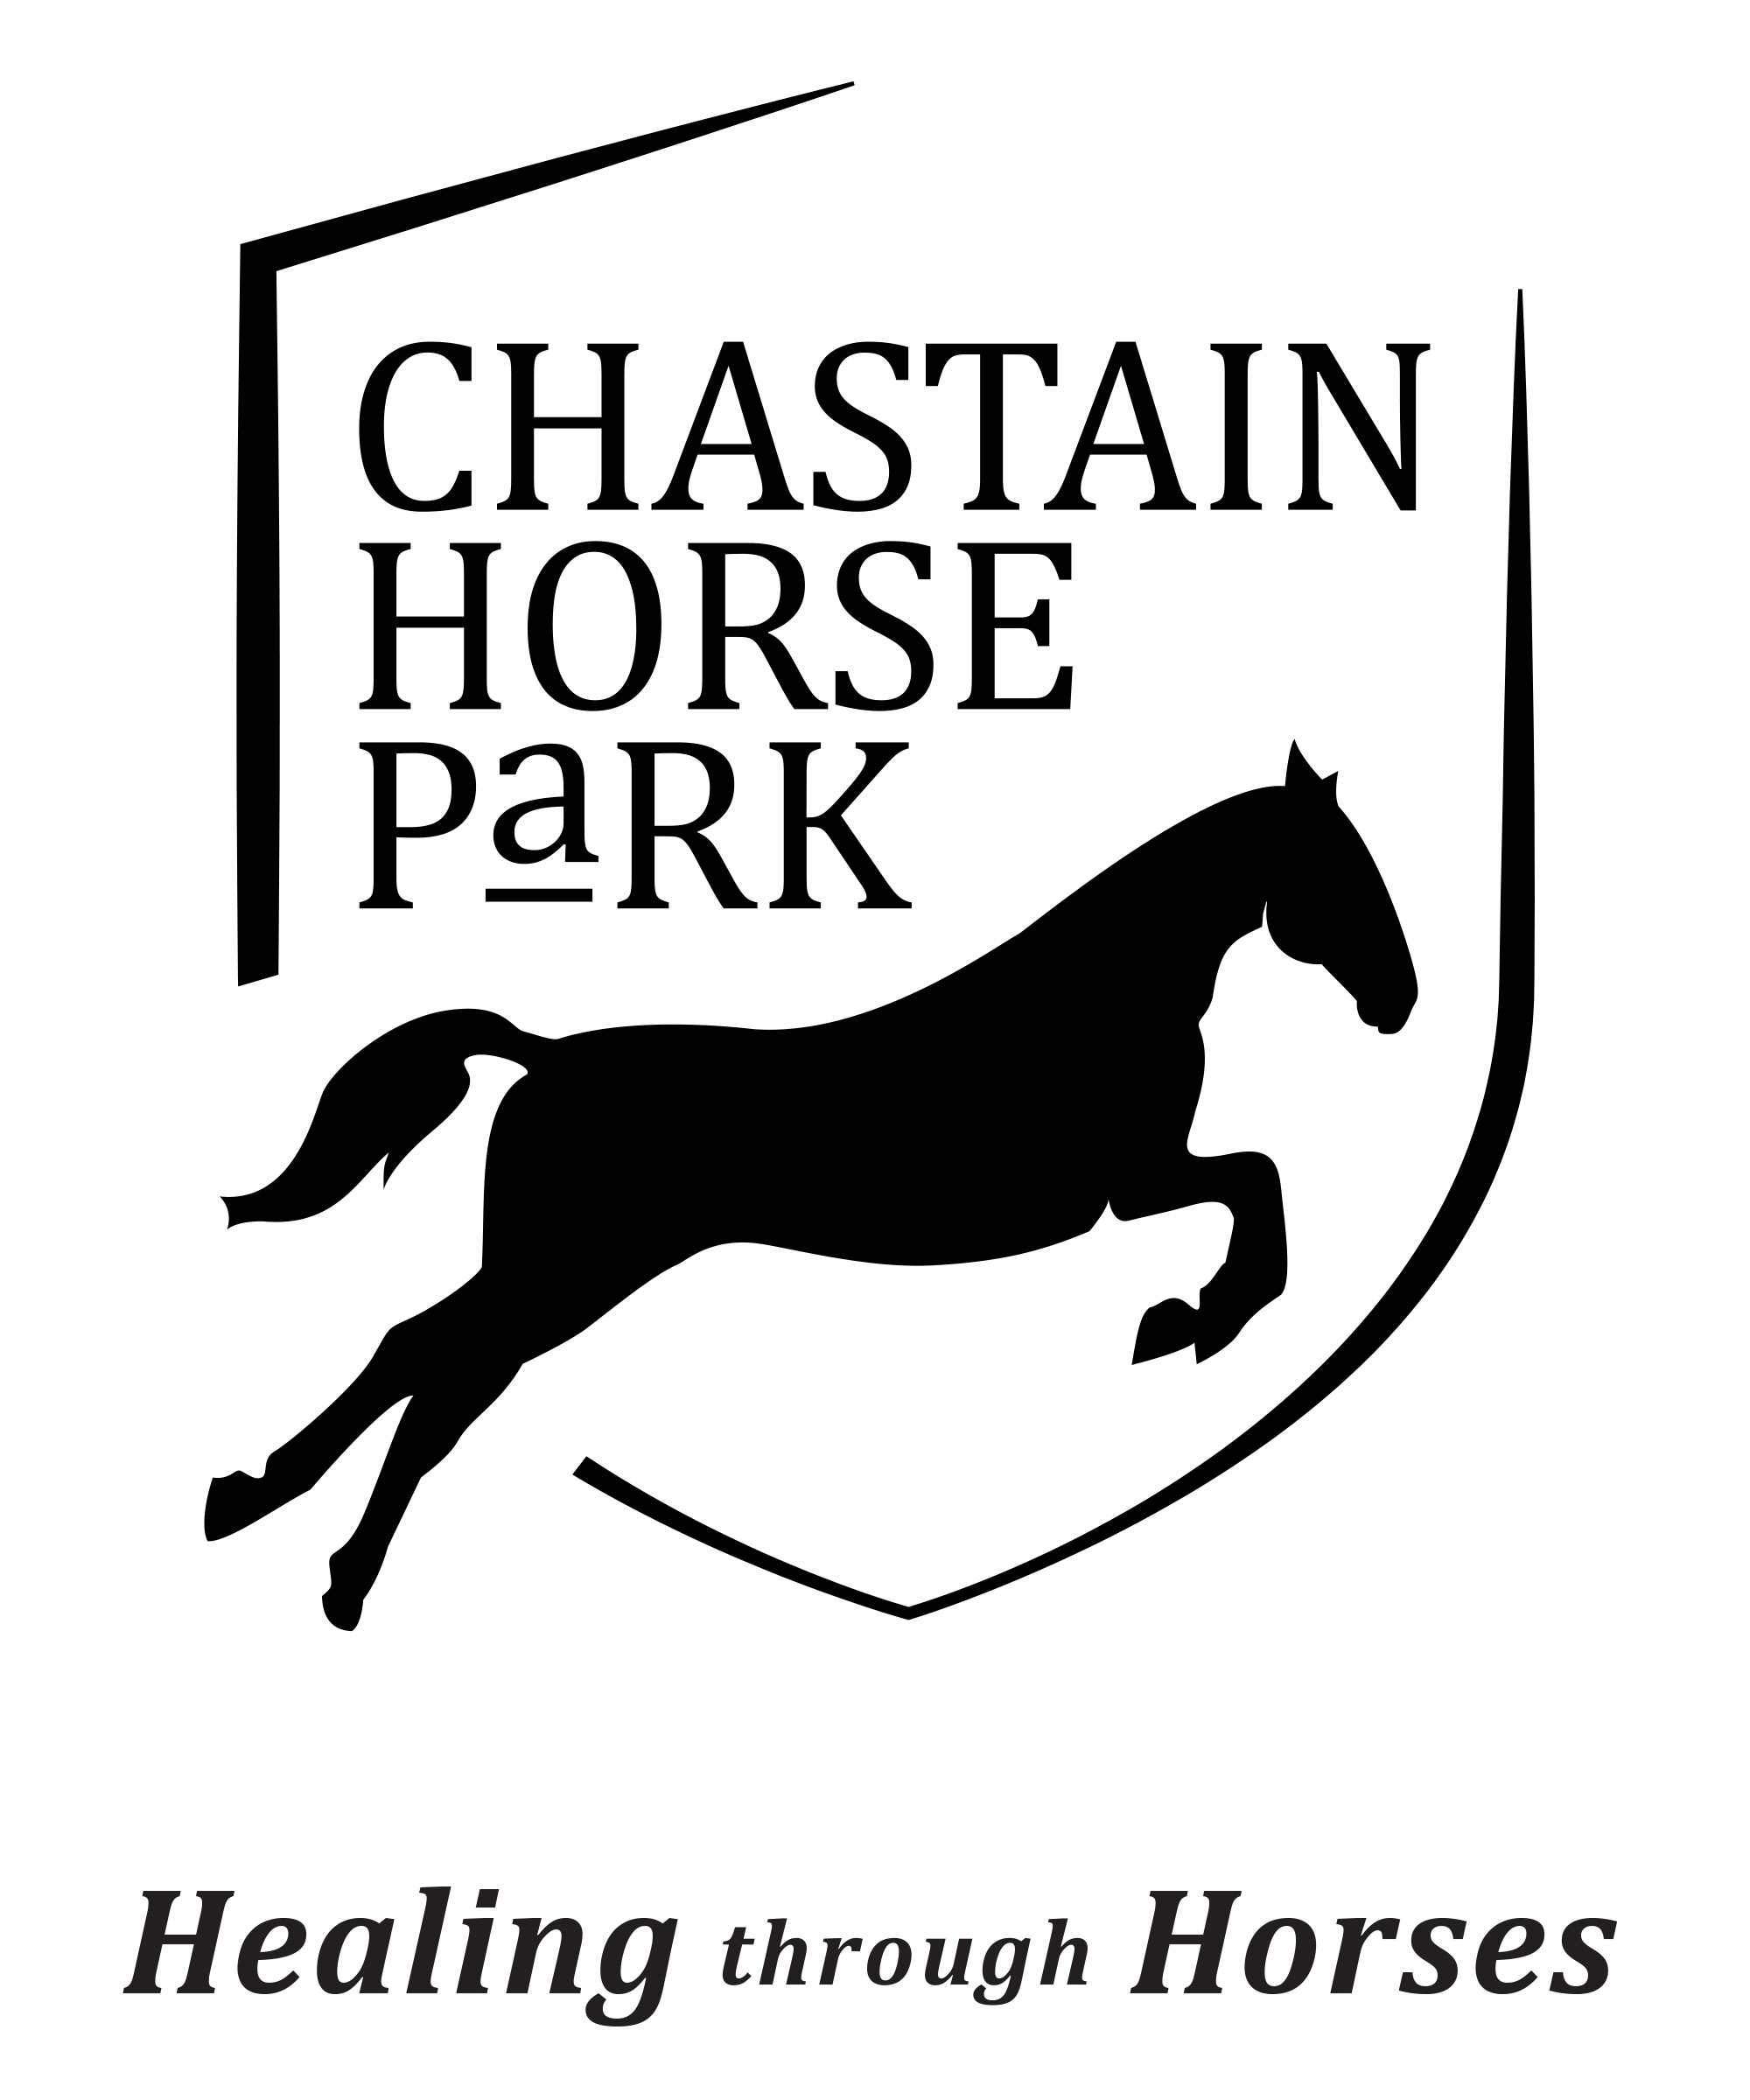 CHASTAIN
HORSE
PaRK
Healing through Horses